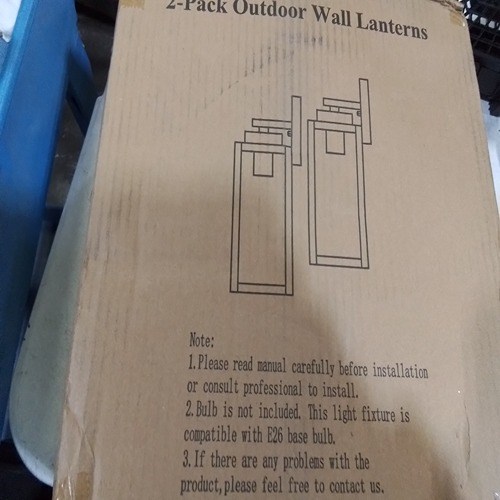 2-Pack Outdoor Wall Lanterns
Note:
1.Please read manual carefully before installation
or consult professional to install.
2.Bulb is not included. This light fixture is
compatible with E26 base bulb.
3.If there are any problems with the
product,please feel free to contact us.